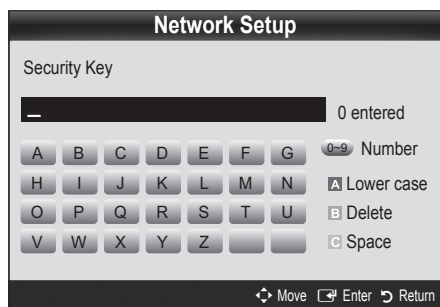 Network Setup
Security Key
0 entered
A B C D E F G 0~9 Number
H I J K L M N A Lower case
O P Q R S T U B Delete
V W X Y Z C Space
Move Enter Return